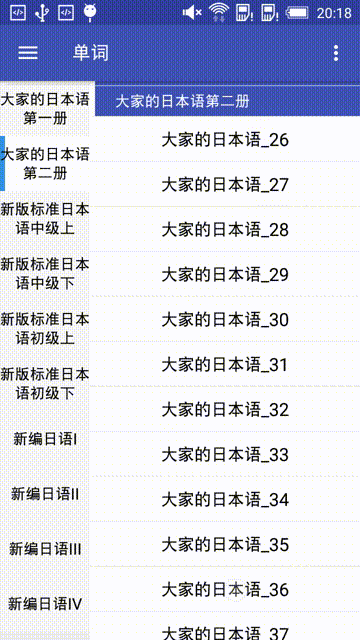 20:18
单词
大家的日本语
第一册
大家的日本语
第二册
新版标准日本
语中级上
新版标准日本
语中级下
新版标准日本
语初级上
新版标准日本
语初级下
新编日语I
新编日语II
新编日语III
新编日语IV
大家的日本语第二册
大家的日本语_26
大家的日本语_27
大家的日本语_28
大家的日本语_29
大家的日本语_30
大家的日本语_31
大家的日本语_32
大家的日本语_33
大家的日本语_34
大家的日本语_35
大家的日本语_36
大家的日本语_37